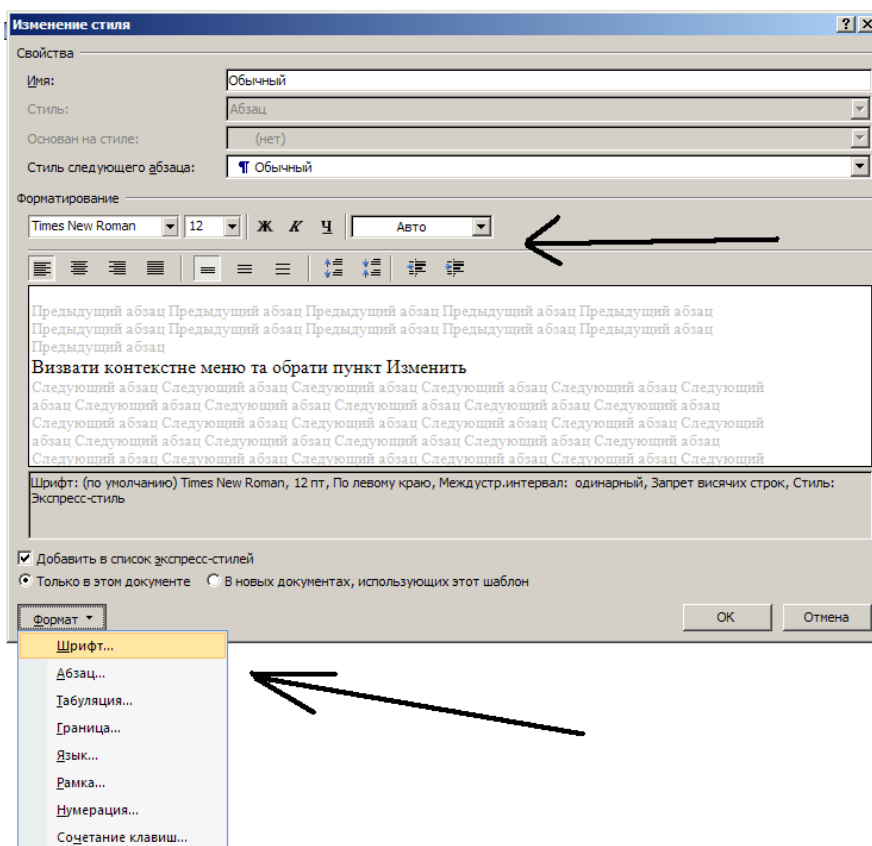 Изменение стиля
Свойства
Имя: Обычный
Стиль: Абзац
Основан на стиле: (нет)
Стиль следующего абзаца: ¶ Обычный
Форматирование
Times New Roman 12 Ж К Ч Авто
Предыдущий абзац Предыдущий абзац Предыдущий абзац Предыдущий абзац Предыдущий абзац
Предыдущий абзац Предыдущий абзац Предыдущий абзац Предыдущий абзац Предыдущий абзац
Предыдущий абзац
Визвати контекстне меню та обрати пункт Изменить
Следующий абзац Следующий абзац Следующий абзац Следующий абзац Следующий абзац Следующий
абзац Следующий абзац Следующий абзац Следующий абзац Следующий абзац Следующий абзац
Следующий абзац Следующий абзац Следующий абзац Следующий абзац Следующий абзац Следующий
абзац Следующий абзац Следующий абзац Следующий абзац Следующий абзац Следующий абзац
Следующий абзац Следующий абзац Следующий абзац Следующий абзац Следующий абзац Следующий
Шрифт: (по умолчанию) Times New Roman, 12 пт, По левому краю, Междустр.интервал: одинарный, Запрет висячих строк, Стиль:
Экспресс-стиль
Добавить в список экспресс-стилей
Только в этом документе В новых документах, использующих этот шаблон
Формат ОК Отмена
Шрифт...
Абзац...
Табуляция...
Граница...
Язык...
Рамка...
Нумерация...
Сочетание клавиш...